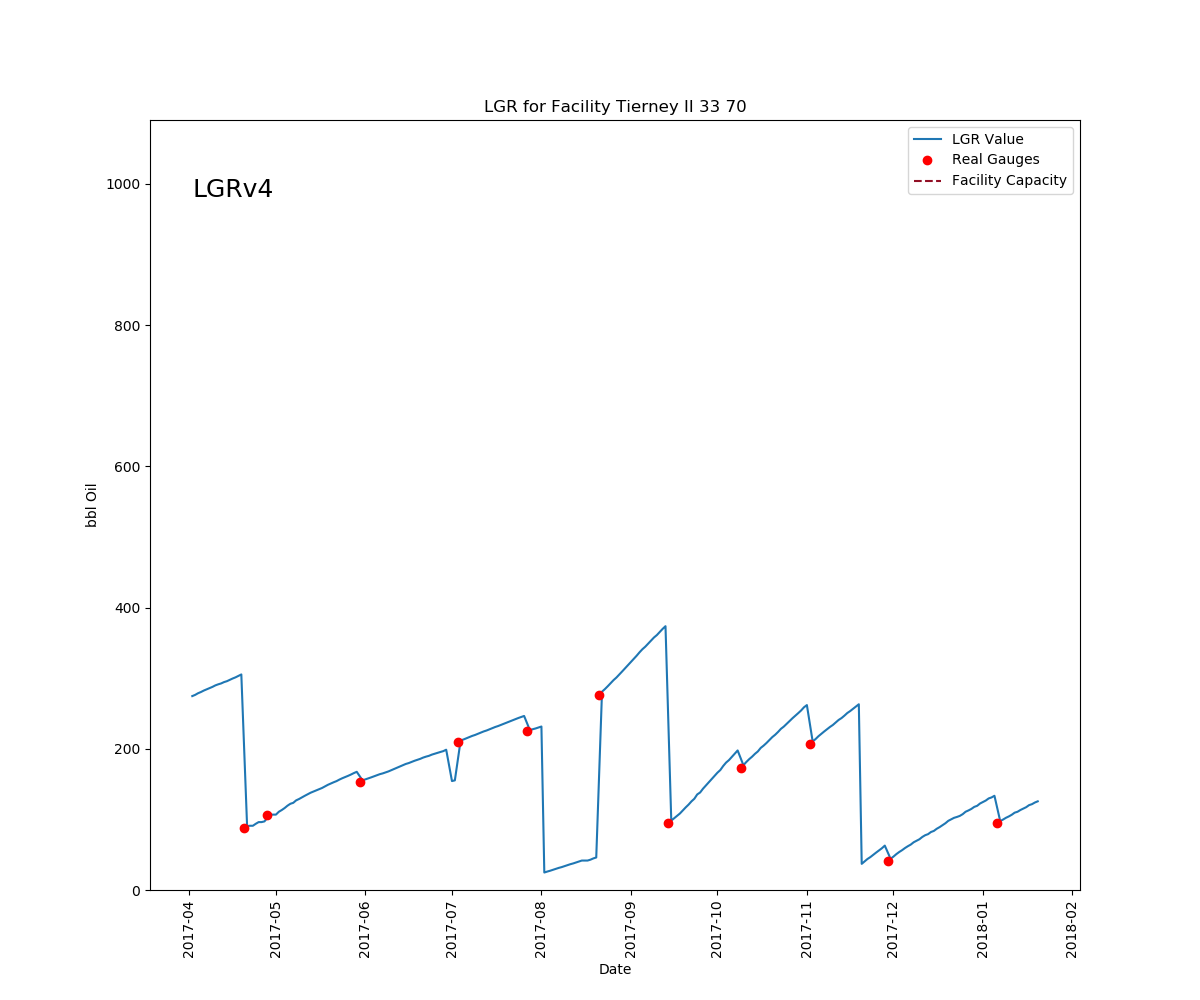 LGR for Facility Tierney II 33 70
LGRv4
LGR Value
Real Gauges
Facility Capacity
1000
800
600
400
200
0
bbl Oil
2017-04
2017-05
2017-06
2017-07
2017-08
2017-09
2017-10
2017-11
2017-12
2018-01
2018-02
Date